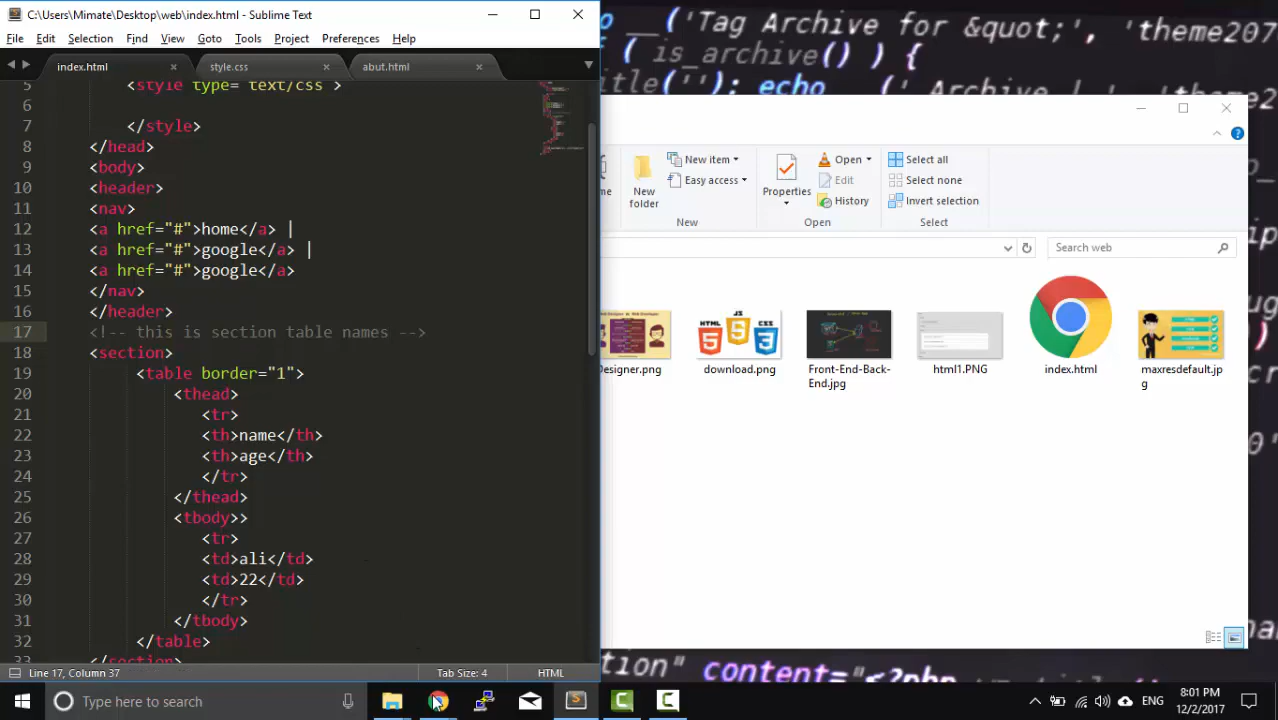 C:\Users\Mimate\Desktop\web\index.html - Sublime Text
File Edit Selection Find View Goto Tools Project Preferences Help
index.html style.css abut.html
5 <style type= text/css >
6
7 </style>
8 </head>
9 <body>
10 <header>
11 <nav>
12 <a href="#">home</a> |
13 <a href="#">google</a> |
14 <a href="#">google</a>
15 </nav>
16 </header>
17 <!-- this is section table names -->
18 <section>
19 <table border="1">
20 <thead>
21 <tr>
22 <th>name</th>
23 <th>age</th>
24 </tr>
25 </thead>
26 <tbody>>
27 <tr>
28 <td>ali</td>
29 <td>22</td>
30 </tr>
31 </tbody>
32 </table>
33 </section>
Line 17, Column 37 Tab Size: 4 HTML
__('Tag Archive for &quot;', 'theme207
( is_archive() ) {
title(''); echo (' Archive | ',
New item Open Select all
Easy access Edit Select none
New folder Properties History Invert selection
New Open Select
Search web
Designer.png download.png Front-End-Back-End.jpg html1.PNG index.html maxresdefault.jpg
content="<?php
Type here to search
ENG 8:01 PM
12/2/2017